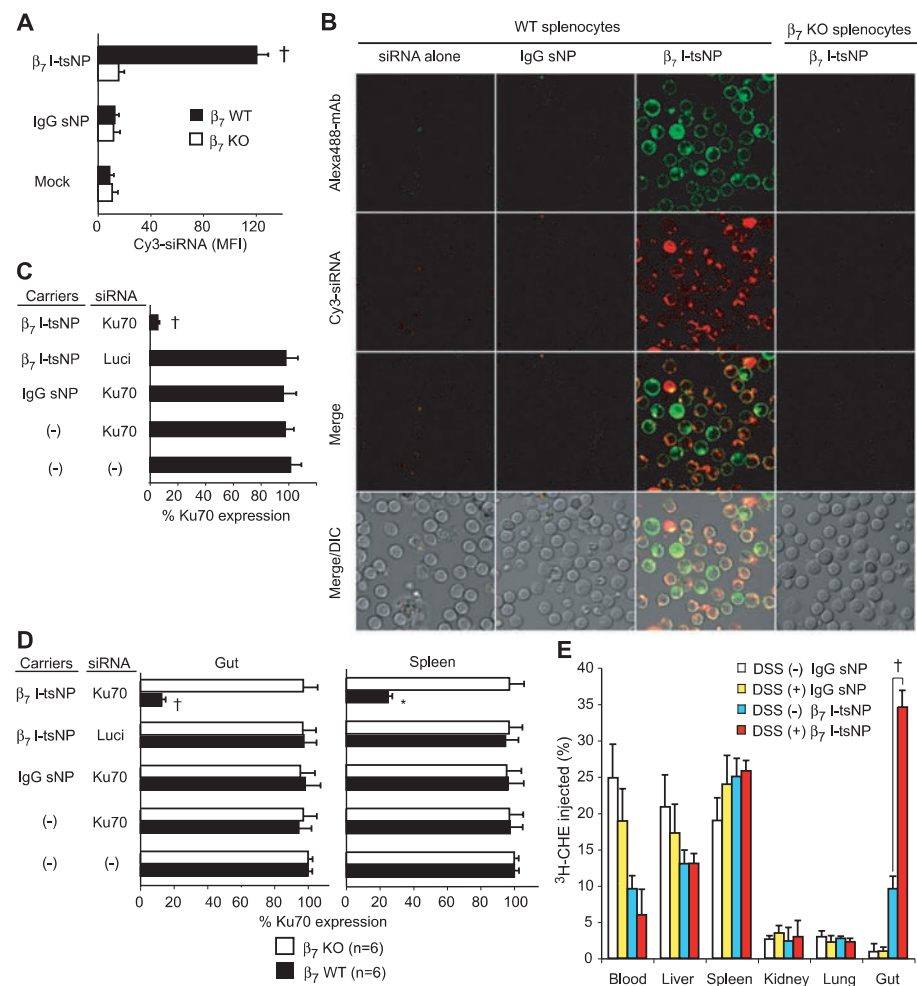 A
β7 I-tsNP
†
IgG sNP
β7 WT
β7 KO
Mock
0 40 80 120
Cy3-siRNA (MFI)
B
WT splenocytes
β7 KO splenocytes
siRNA alone
IgG sNP
β7 I-tsNP
β7 I-tsNP
Alexa488-mAb
Cy3-siRNA
Merge
Merge/DIC
C
Carriers siRNA
β7 I-tsNP Ku70 †
β7 I-tsNP Luci
IgG sNP Ku70
(-) Ku70
(-) (-)
0 20 40 60 80 100
% Ku70 expression
D
Carriers siRNA Gut Spleen
β7 I-tsNP Ku70
† *
β7 I-tsNP Luci
IgG sNP Ku70
(-) Ku70
(-) (-)
0 20 40 60 80 100 0 20 40 60 80 100
% Ku70 expression
β7 KO (n=6)
β7 WT (n=6)
E
3H-CHE injected (%)
40
35
30
25
20
15
10
5
0
DSS (-) IgG sNP
DSS (+) IgG sNP
DSS (-) β7 I-tsNP
DSS (+) β7 I-tsNP
†
Blood Liver Spleen Kidney Lung Gut